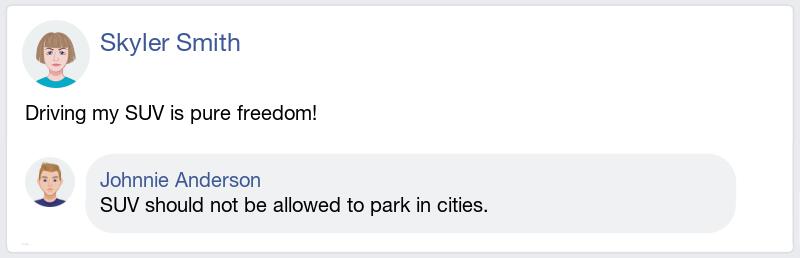 Skyler Smith
Driving my SUV is pure freedom!
Johnnie Anderson
SUV should not be allowed to park in cities.